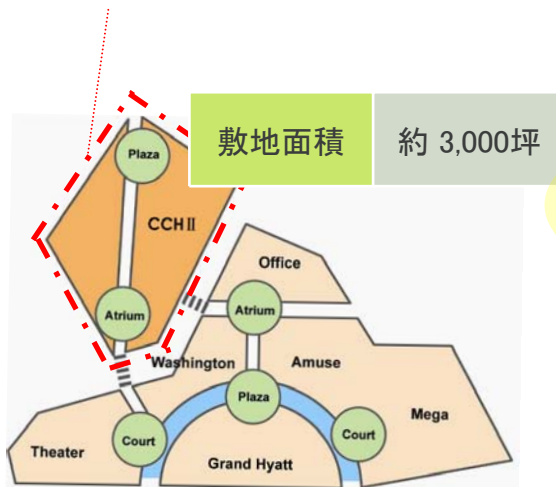 敷地面積
約 3,000坪
Plaza
CCHⅡ
Office
Atrium
Atrium
Washington
Amuse
Plaza
Mega
Court
Court
Theater
Grand Hyatt